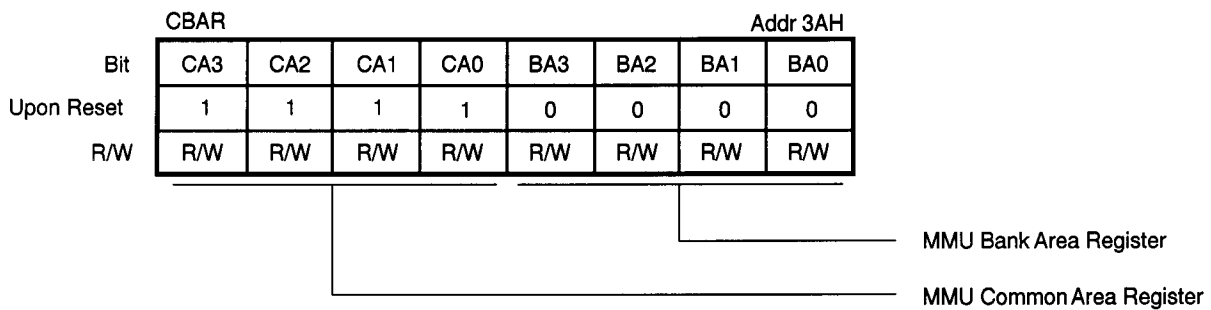 CBAR Addr 3AH
Bit CA3 CA2 CA1 CA0 BA3 BA2 BA1 BA0
Upon Reset 1 1 1 1 0 0 0 0
R/W R/W R/W R/W R/W R/W R/W R/W R/W
MMU Bank Area Register
MMU Common Area Register